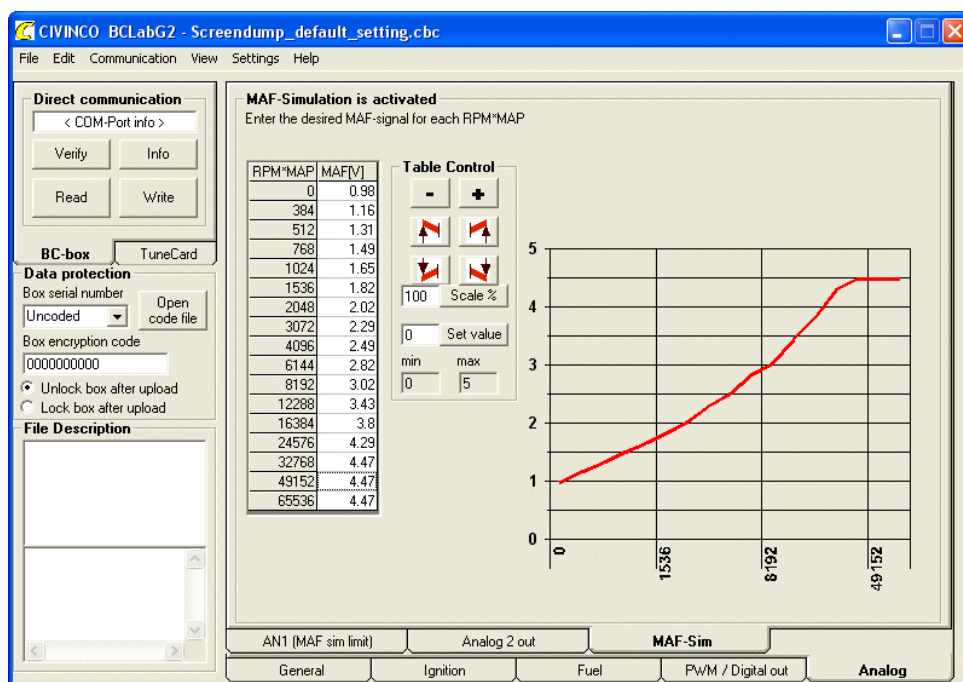 CIVINCO BCLabG2 - Screendump_default_setting.cbc
File Edit Communication View Settings Help
Direct communication
< COM-Port info >
Verify Info
Read Write
BC-box TuneCard
Data protection
Box serial number
Uncoded
Open
code file
Box encryption code
0000000000
Unlock box after upload
Lock box after upload
File Description
MAF-Simulation is activated
Enter the desired MAF-signal for each RPM*MAP
RPM*MAP MAF[V]
0 0.98
384 1.16
512 1.31
768 1.49
1024 1.65
1536 1.82
2048 2.02
3072 2.29
4096 2.49
6144 2.82
8192 3.02
12288 3.43
16384 3.8
24576 4.29
32768 4.47
49152 4.47
65536 4.47
Table Control
- +
100 Scale %
0 Set value
min max
0 5
5
4
3
2
1
0
0 1536 8192 49152
AN1 (MAF sim limit) Analog 2 out MAF-Sim
General Ignition Fuel PWM / Digital out Analog